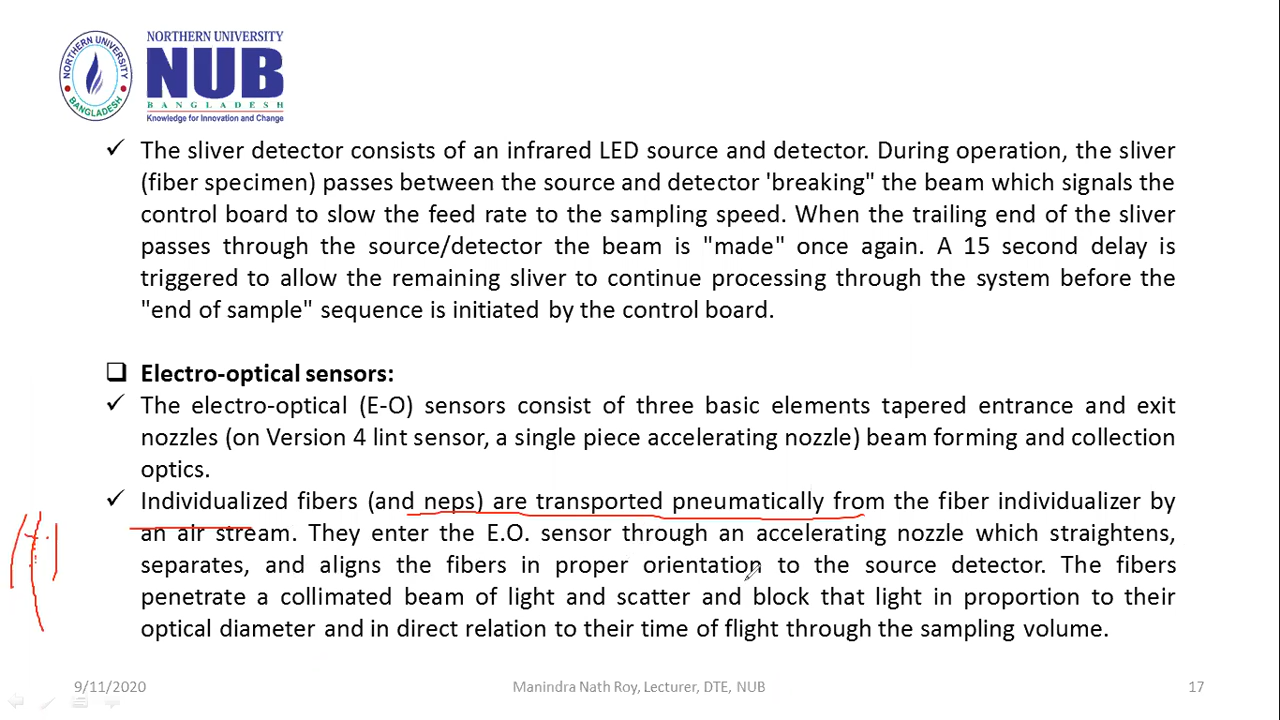 NORTHERN UNIVERSITY
NORTHERN UNIVERSITY
BANGLADESH
NUB
BANGLADESH
Knowledge for Innovation and Change
✓ The sliver detector consists of an infrared LED source and detector. During operation, the sliver
(fiber specimen) passes between the source and detector 'breaking" the beam which signals the
control board to slow the feed rate to the sampling speed. When the trailing end of the sliver
passes through the source/detector the beam is "made" once again. A 15 second delay is
triggered to allow the remaining sliver to continue processing through the system before the
"end of sample" sequence is initiated by the control board.
❑ Electro-optical sensors:
✓ The electro-optical (E-O) sensors consist of three basic elements tapered entrance and exit
nozzles (on Version 4 lint sensor, a single piece accelerating nozzle) beam forming and collection
optics.
✓ Individualized fibers (and neps) are transported pneumatically from the fiber individualizer by
an air stream. They enter the E.O. sensor through an accelerating nozzle which straightens,
separates, and aligns the fibers in proper orientation to the source detector. The fibers
penetrate a collimated beam of light and scatter and block that light in proportion to their
optical diameter and in direct relation to their time of flight through the sampling volume.
9/11/2020 Manindra Nath Roy, Lecturer, DTE, NUB 17